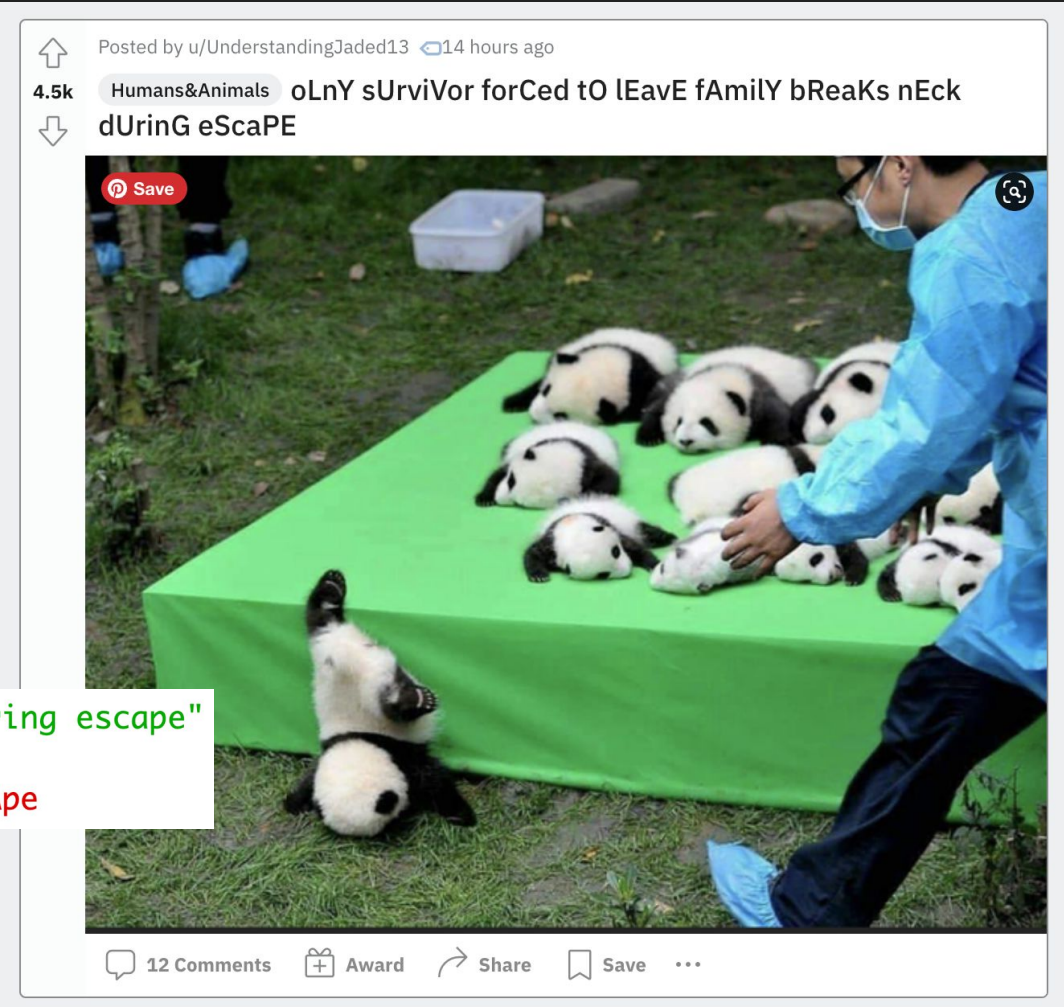 Posted by u/UnderstandingJaded13 14 hours ago
4.5k
Humans&Animals oLnY sUrviVor forCed tO lEavE fAmilY bReaKs nEck
dUrinG eScaPE
Save
ing escape"
pe
12 Comments Award Share Save